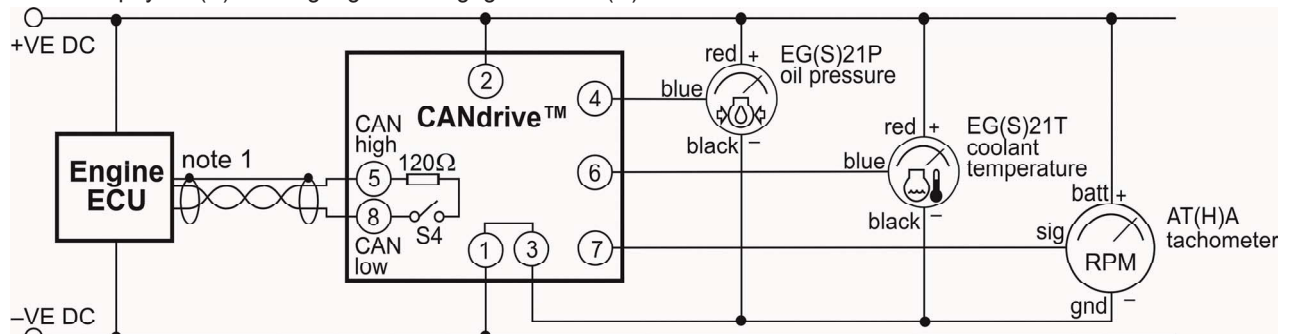 +VE DC
–VE DC
Engine
ECU
note 1
CANdrive™
CAN
high
CAN
low
120Ω
S4
2
5
8
1
3
4
6
7
red +
EG(S)21P
oil pressure
blue
black –
red +
EG(S)21T
coolant
temperature
blue
black –
batt +
AT(H)A
tachometer
sig
RPM
gnd –